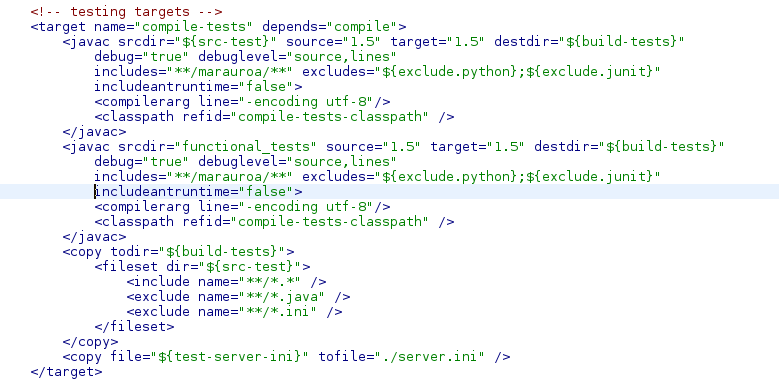 <!-- testing targets -->
<target name="compile-tests" depends="compile">
    <javac srcdir="${src-test}" source="1.5" target="1.5" destdir="${build-tests}"
        debug="true" debuglevel="source,lines"
        includes="**/marauroa/**" excludes="${exclude.python};${exclude.junit}"
        includeantruntime="false">
        <compilerarg line="-encoding utf-8"/>
        <classpath refid="compile-tests-classpath" />
    </javac>
    <javac srcdir="functional_tests" source="1.5" target="1.5" destdir="${build-tests}"
        debug="true" debuglevel="source,lines"
        includes="**/marauroa/**" excludes="${exclude.python};${exclude.junit}"
        includeantruntime="false">
        <compilerarg line="-encoding utf-8"/>
        <classpath refid="compile-tests-classpath" />
    </javac>
    <copy todir="${build-tests}">
        <fileset dir="${src-test}">
            <include name="**/*.*" />
            <exclude name="**/*.java" />
            <exclude name="**/*.ini" />
        </fileset>
    </copy>
    <copy file="${test-server-ini}" tofile="./server.ini" />
</target>